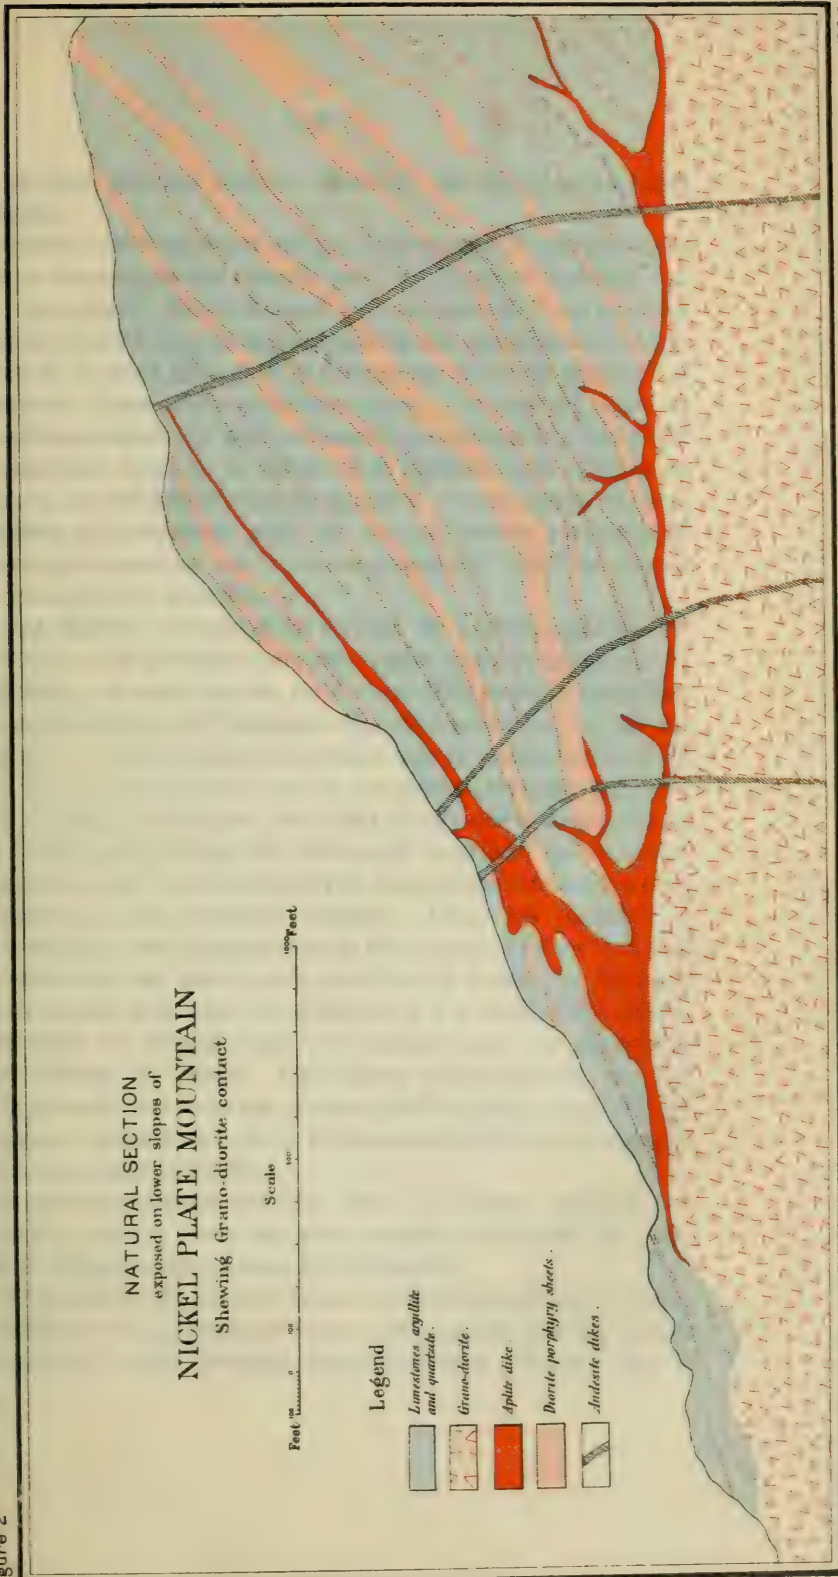 NATURAL SECTION
exposed on lower slopes of
NICKEL PLATE MOUNTAIN
Shewing Grano-diorite contact
Scale
Feet 100 0 100 500 1000 Feet
Legend
Limestones argillite
and quartzite.
Grano-diorite.
Aplite dike.
Diorite porphyry sheets.
Andesite dikes.